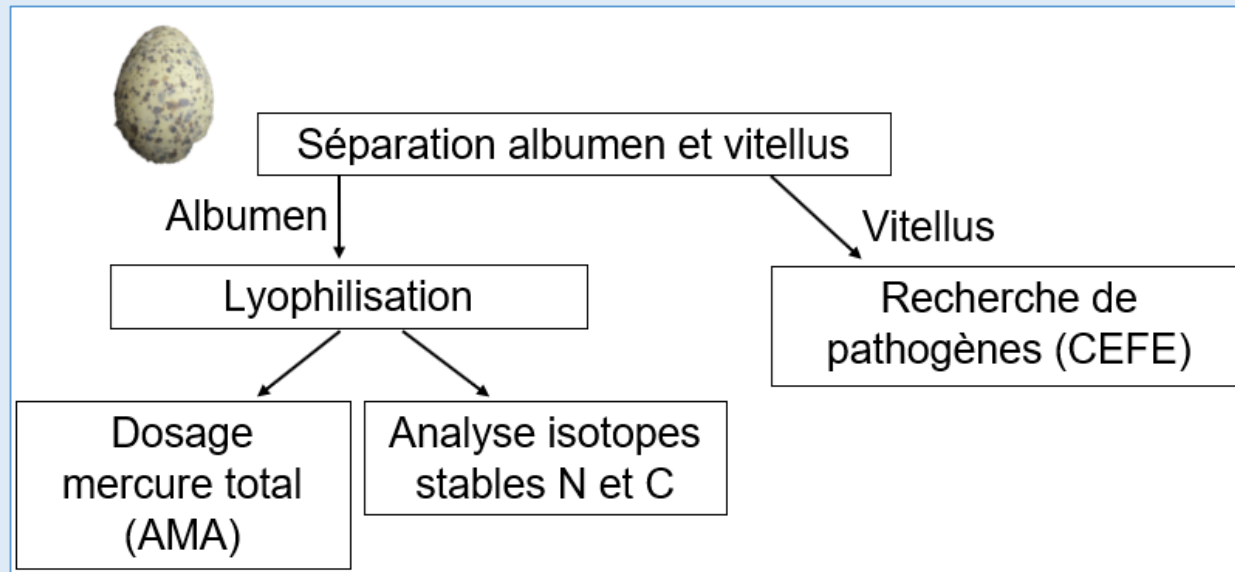 Séparation albumen et vitellus
Albumen
Vitellus
Lyophilisation
Recherche de
pathogènes (CEFE)
Dosage
mercure total
(AMA)
Analyse isotopes
stables N et C